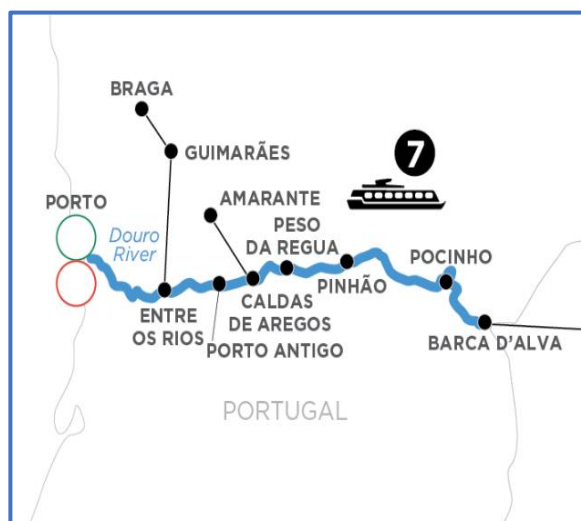 BRAGA
GUIMARÃES
7
AMARANTE
PORTO
Douro
River
PESO
DA REGUA
POCINHO
PINHÃO
ENTRE
OS RIOS
CALDAS
DE AREGOS
PORTO ANTIGO
BARCA D’ALVA
PORTUGAL